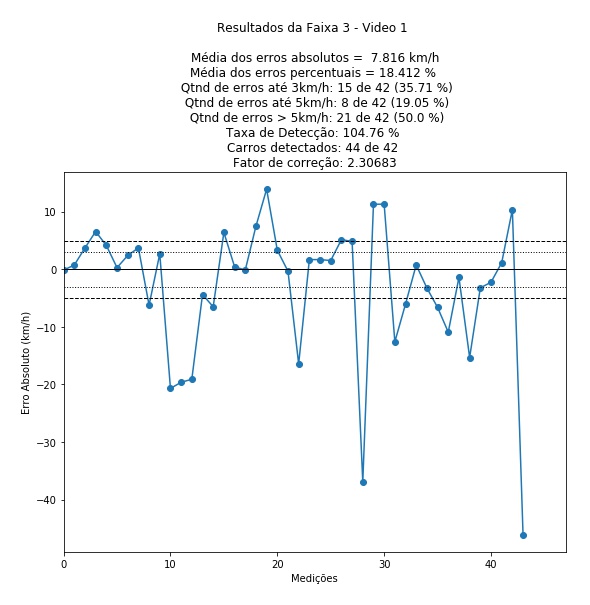 Resultados da Faixa 3 - Video 1
Média dos erros absolutos =  7.816 km/h
Média dos erros percentuais = 18.412 %
Qtnd de erros até 3km/h: 15 de 42 (35.71 %)
Qtnd de erros até 5km/h: 8 de 42 (19.05 %)
Qtnd de erros > 5km/h: 21 de 42 (50.0 %)
Taxa de Detecção: 104.76 %
Carros detectados: 44 de 42
Fator de correção: 2.30683
Erro Absoluto (km/h)
10
0
−10
−20
−30
−40
0 10 20 30 40
Medições